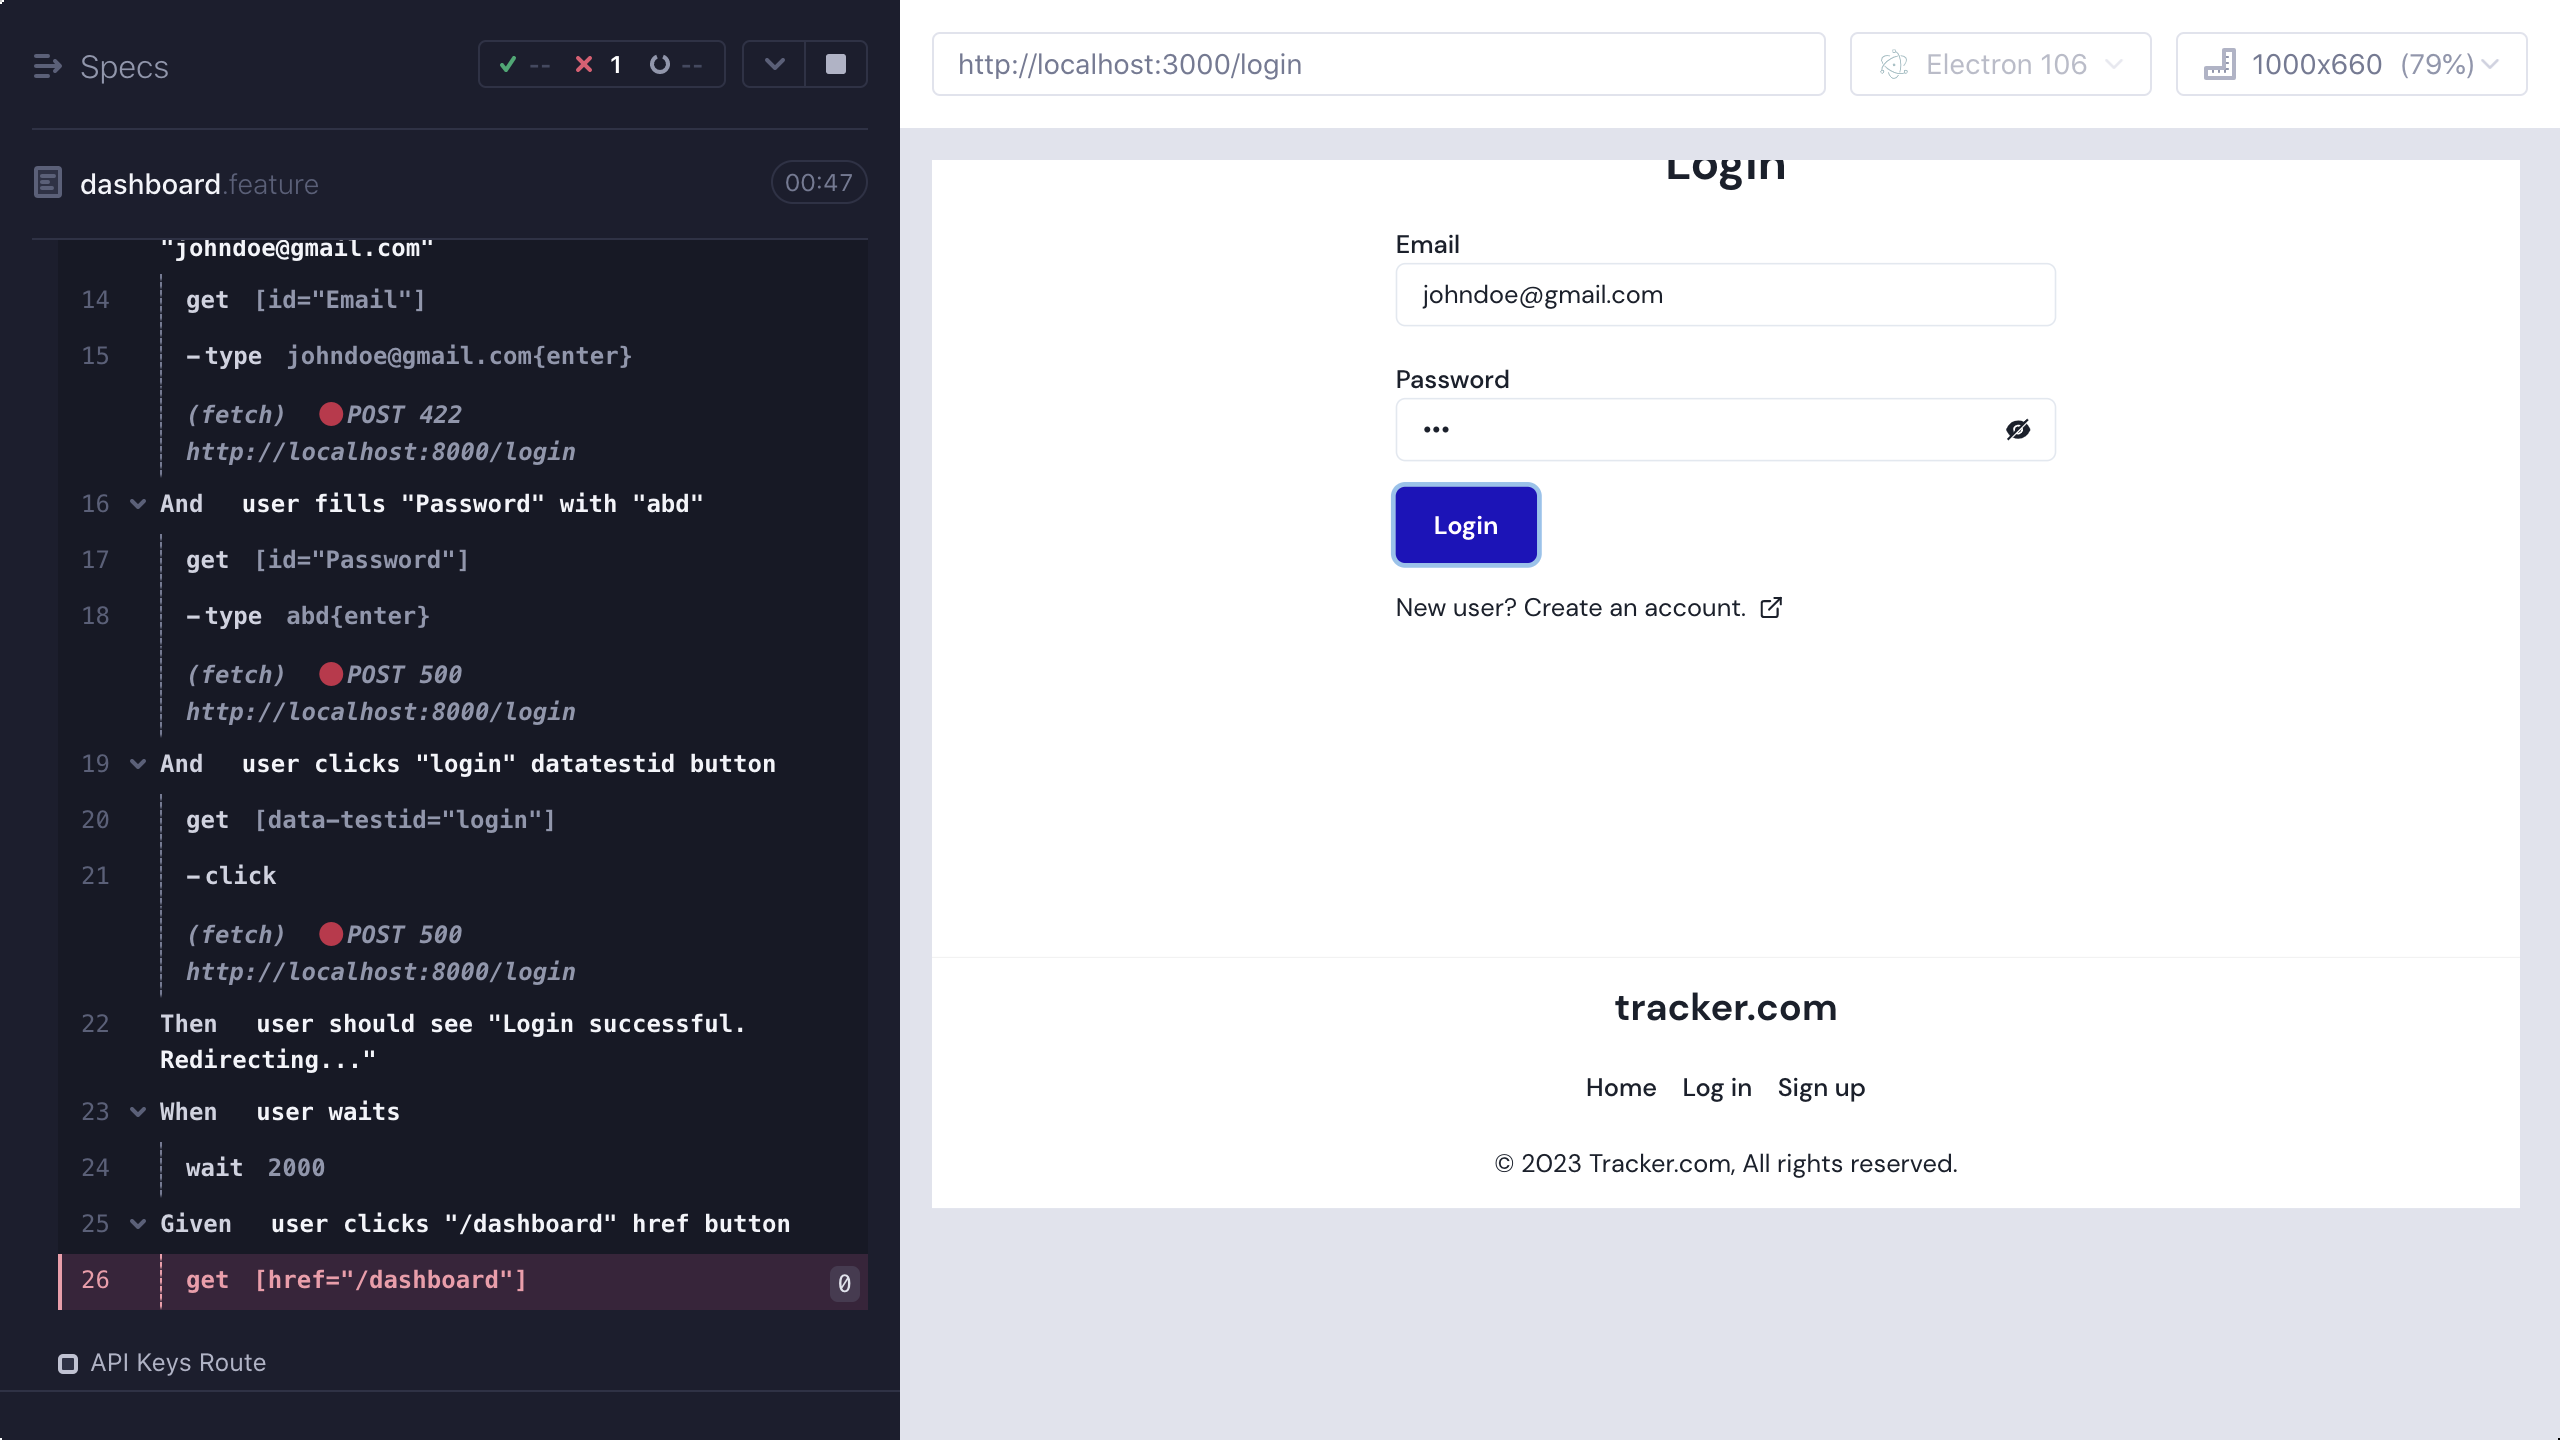 Specs
-- 1 --
dashboard.feature
00:47
"johndoe@gmail.com"
14 get [id="Email"]
15 -type johndoe@gmail.com{enter}
(fetch) POST 422
http://localhost:8000/login
16 And user fills "Password" with "abd"
17 get [id="Password"]
18 -type abd{enter}
(fetch) POST 500
http://localhost:8000/login
19 And user clicks "login" datatestid button
20 get [data-testid="login"]
21 -click
(fetch) POST 500
http://localhost:8000/login
22 Then user should see "Login successful.
Redirecting..."
23 When user waits
24 wait 2000
25 Given user clicks "/dashboard" href button
26 get [href="/dashboard"] 0
API Keys Route
http://localhost:3000/login
Electron 106
1000x660 (79%)
Login
Email
johndoe@gmail.com
Password
•••
Login
New user? Create an account.
tracker.com
Home Log in Sign up
© 2023 Tracker.com, All rights reserved.